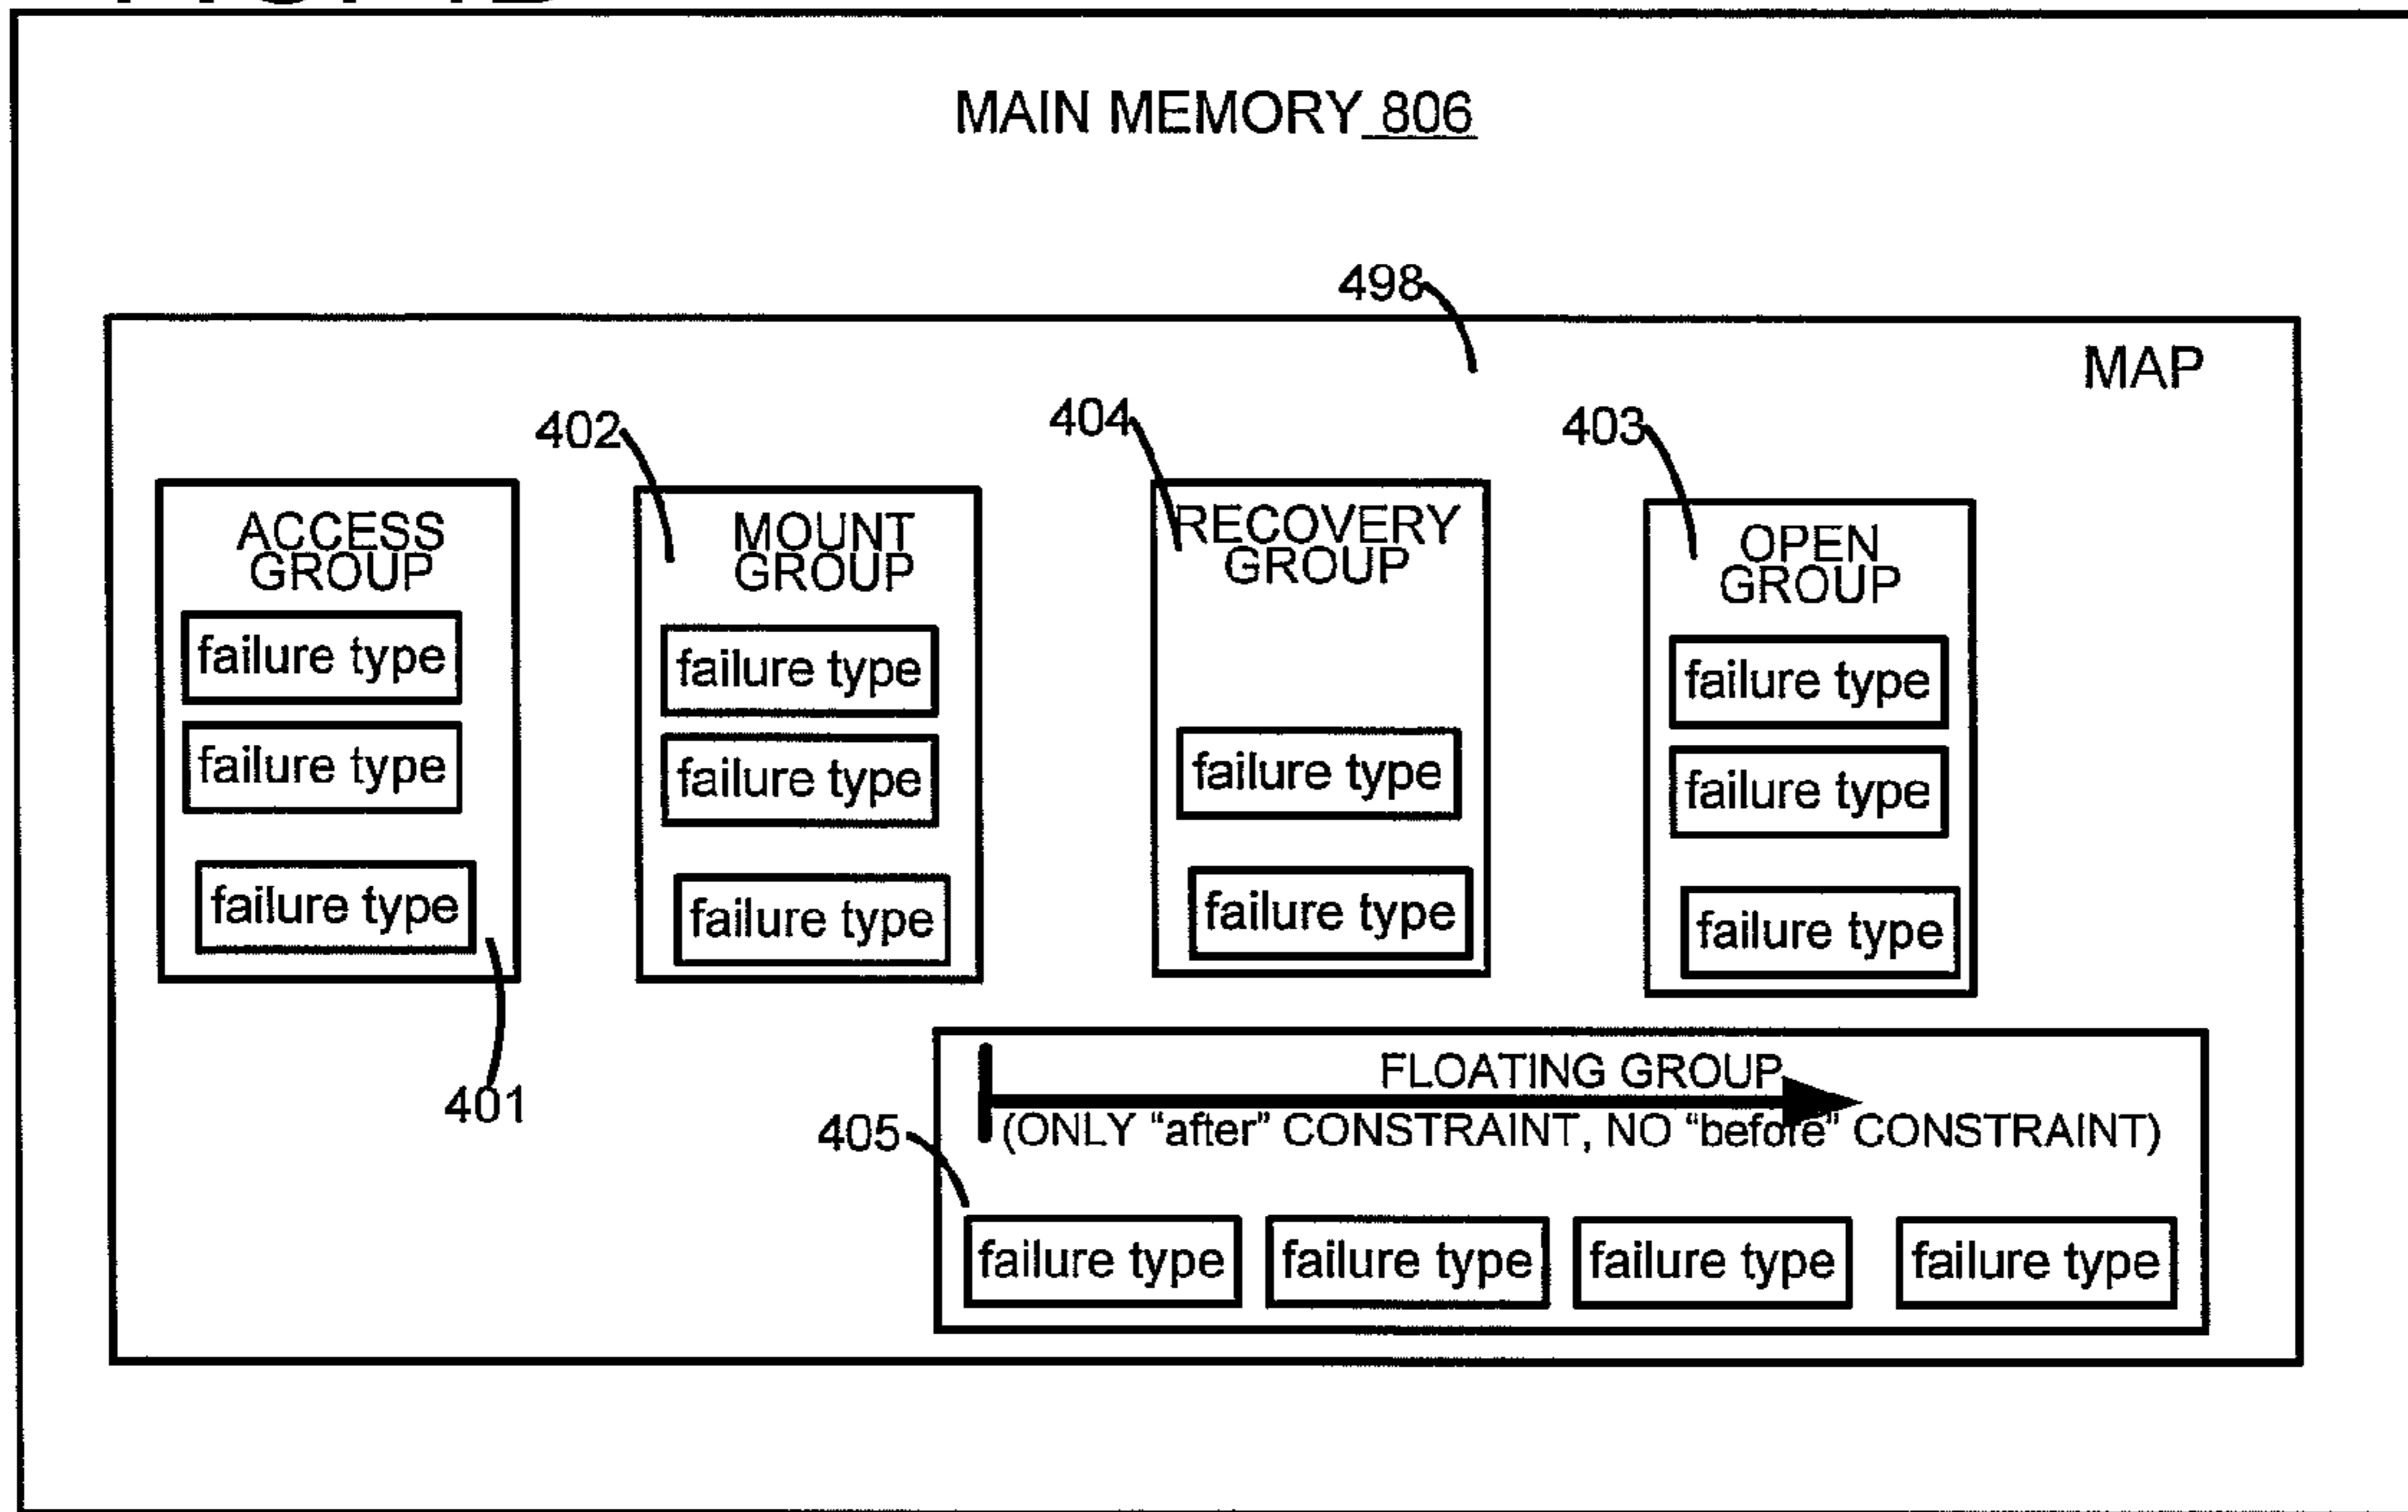 MAIN MEMORY 806
498
MAP
402
404
403
ACCESS
GROUP
failure type
failure type
failure type
401
MOUNT
GROUP
failure type
failure type
failure type
RECOVERY
GROUP
failure type
failure type
OPEN
GROUP
failure type
failure type
failure type
FLOATING GROUP
405
(ONLY “after” CONSTRAINT, NO “before” CONSTRAINT)
failure type failure type failure type failure type